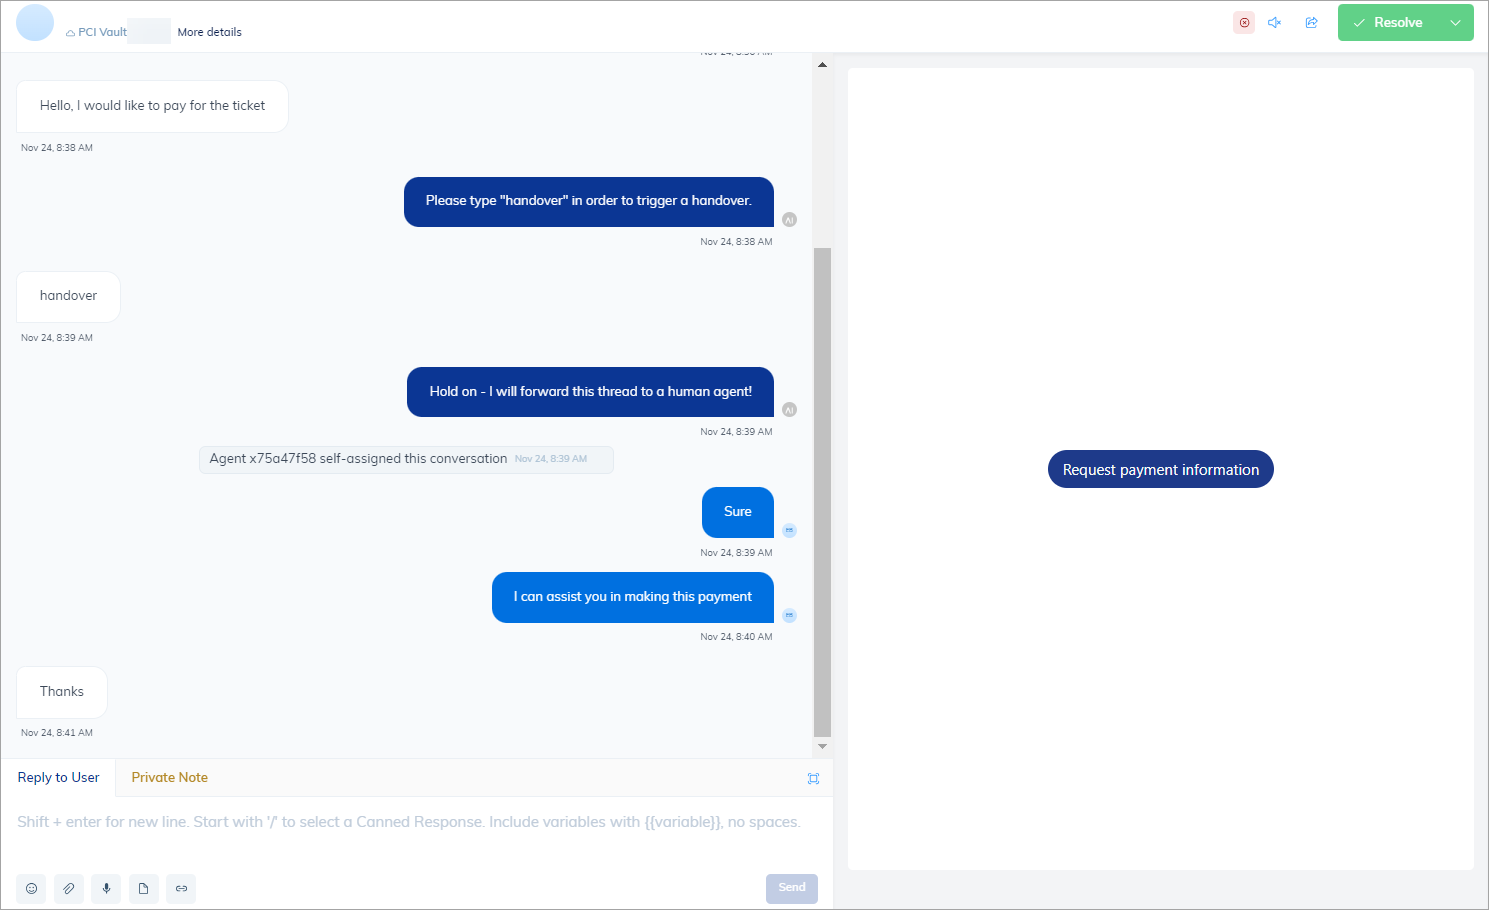 PCI Vault
More details
Resolve
Hello, I would like to pay for the ticket
Nov 24, 8:38 AM
Please type "handover" in order to trigger a handover.
AI
Nov 24, 8:38 AM
handover
Nov 24, 8:39 AM
Hold on - I will forward this thread to a human agent!
AI
Nov 24, 8:39 AM
Agent x75a47f58 self-assigned this conversation Nov 24, 8:39 AM
Sure
Nov 24, 8:39 AM
I can assist you in making this payment
Nov 24, 8:40 AM
Thanks
Nov 24, 8:41 AM
Request payment information
Reply to User
Private Note
Shift + enter for new line. Start with '/' to select a Canned Response. Include variables with {{variable}}, no spaces.
Send